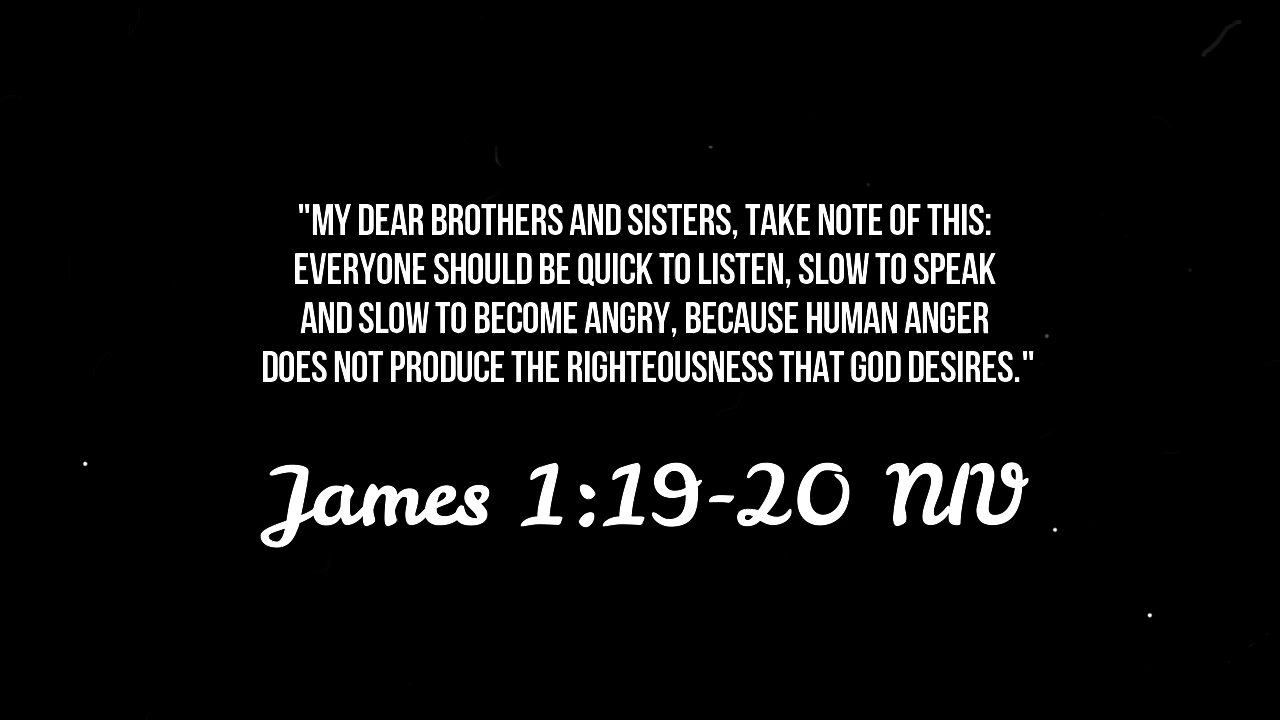 "MY DEAR BROTHERS AND SISTERS, TAKE NOTE OF THIS:
EVERYONE SHOULD BE QUICK TO LISTEN, SLOW TO SPEAK
AND SLOW TO BECOME ANGRY, BECAUSE HUMAN ANGER
DOES NOT PRODUCE THE RIGHTEOUSNESS THAT GOD DESIRES."
James 1:19-20 NIV